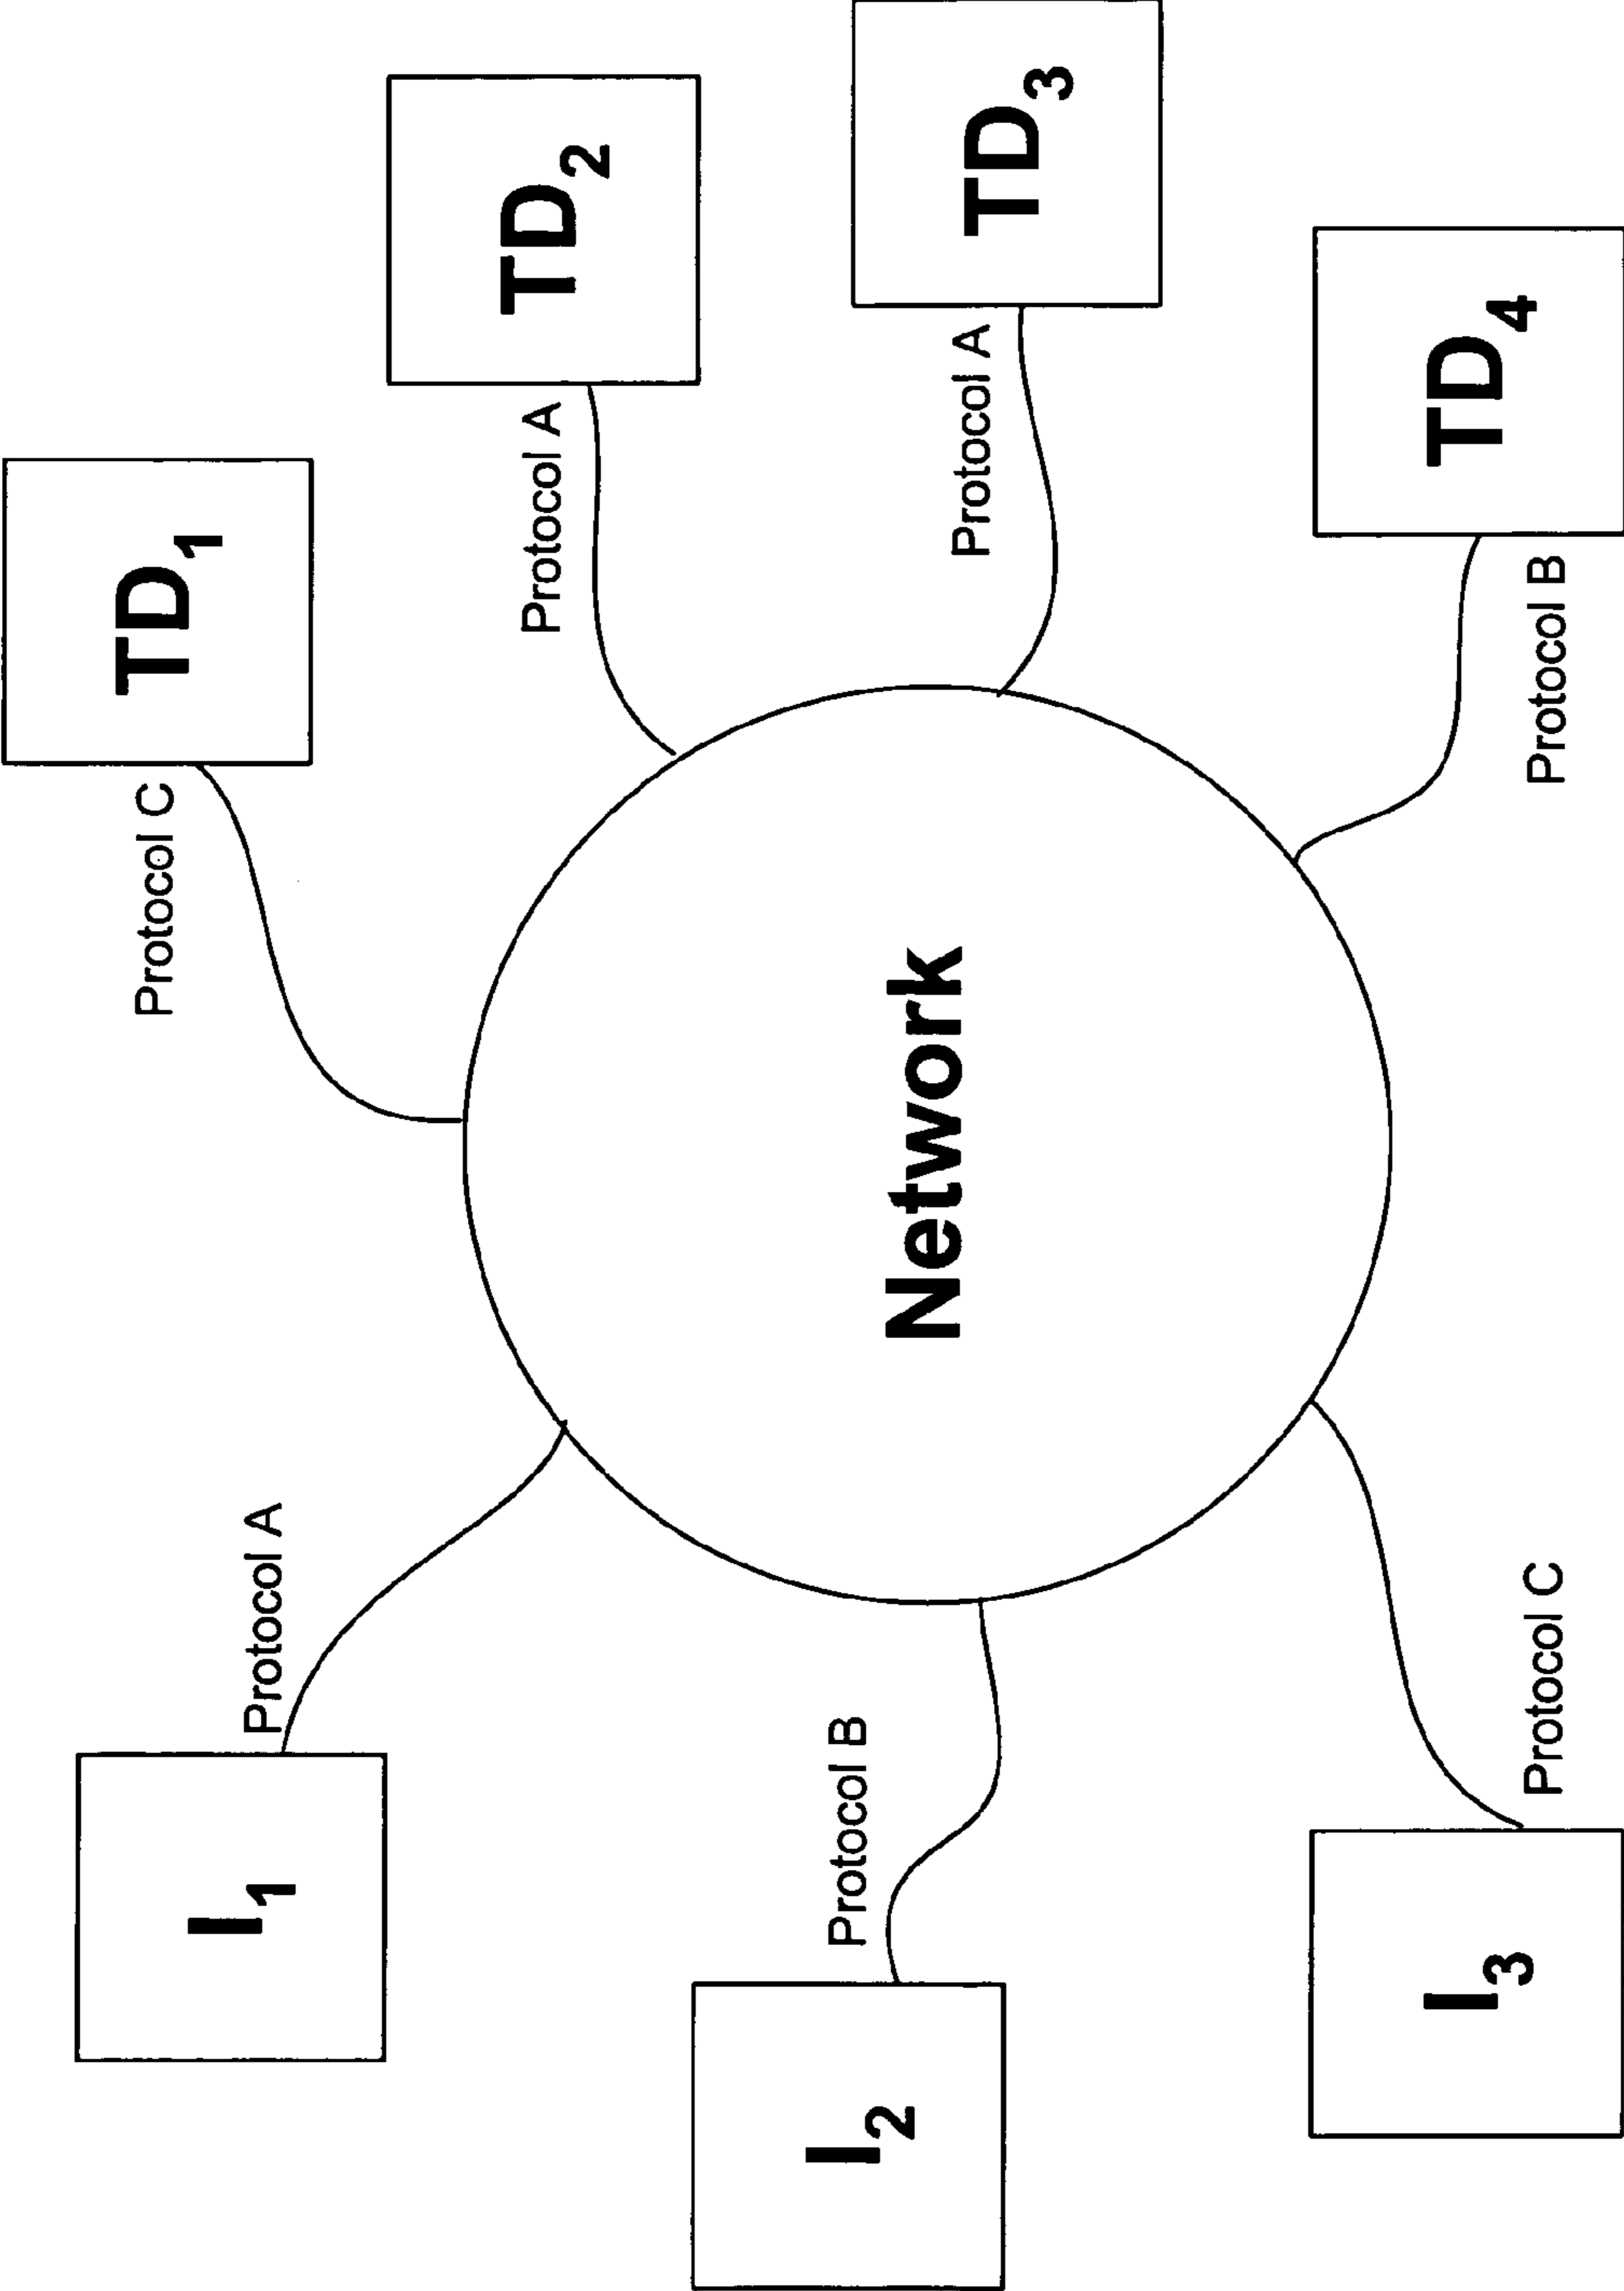 TD1
Protocol C
I1
Protocol A
TD2
Protocol A
Network
I2
Protocol B
TD3
Protocol A
I3
Protocol C
TD4
Protocol B